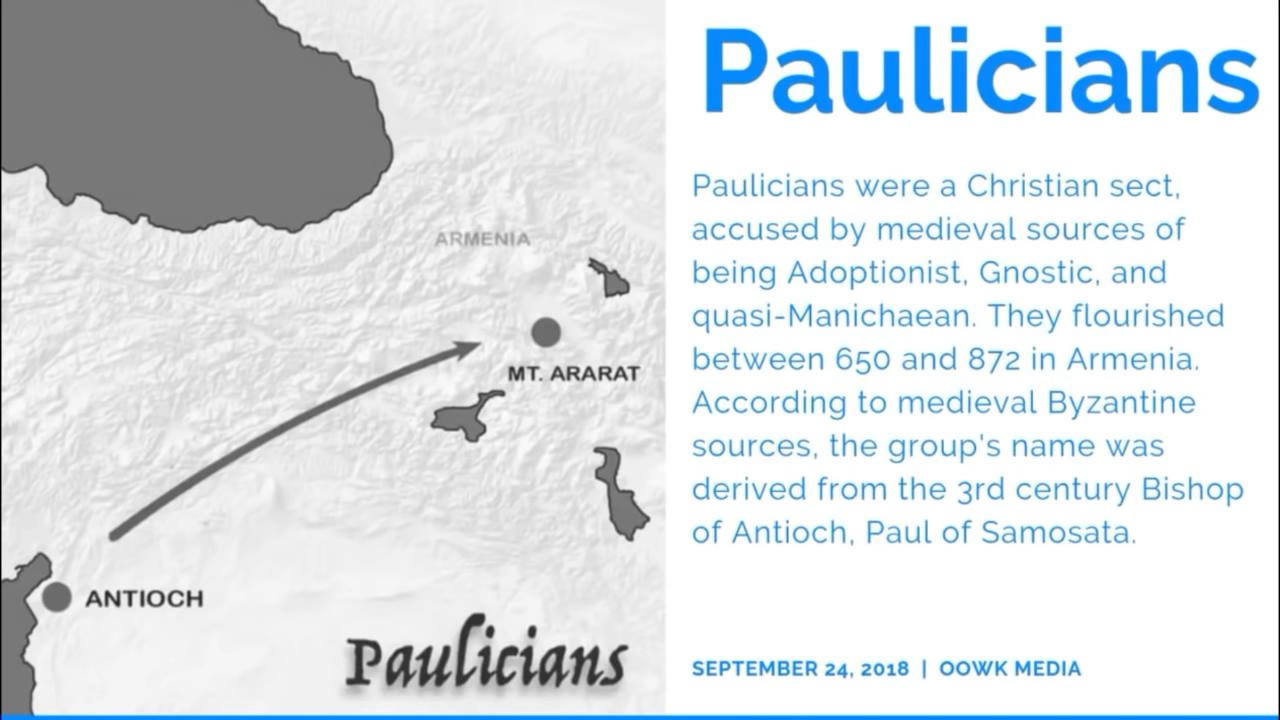 ARMENIA
MT. ARARAT
ANTIOCH
Paulicians
Paulicians
Paulicians were a Christian sect,
accused by medieval sources of
being Adoptionist, Gnostic, and
quasi-Manichaean. They flourished
between 650 and 872 in Armenia.
According to medieval Byzantine
sources, the group's name was
derived from the 3rd century Bishop
of Antioch, Paul of Samosata.
SEPTEMBER 24, 2018 | OOWK MEDIA